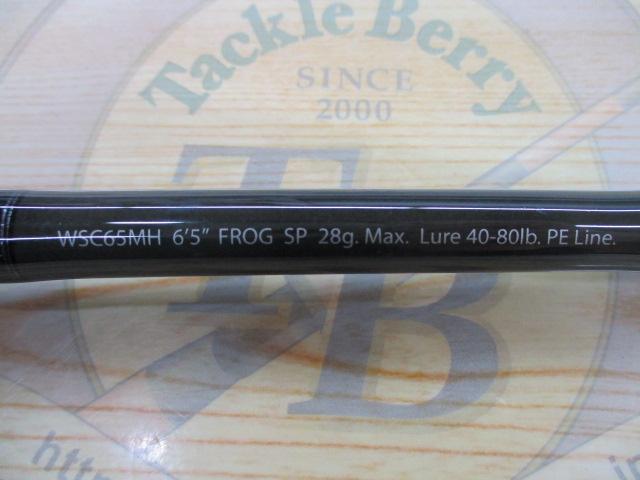 Tackle Berry
SINCE
2000
WSC65MH 6'5" FROG SP 28g. Max. Lure 40-80lb. PE Line.
TB